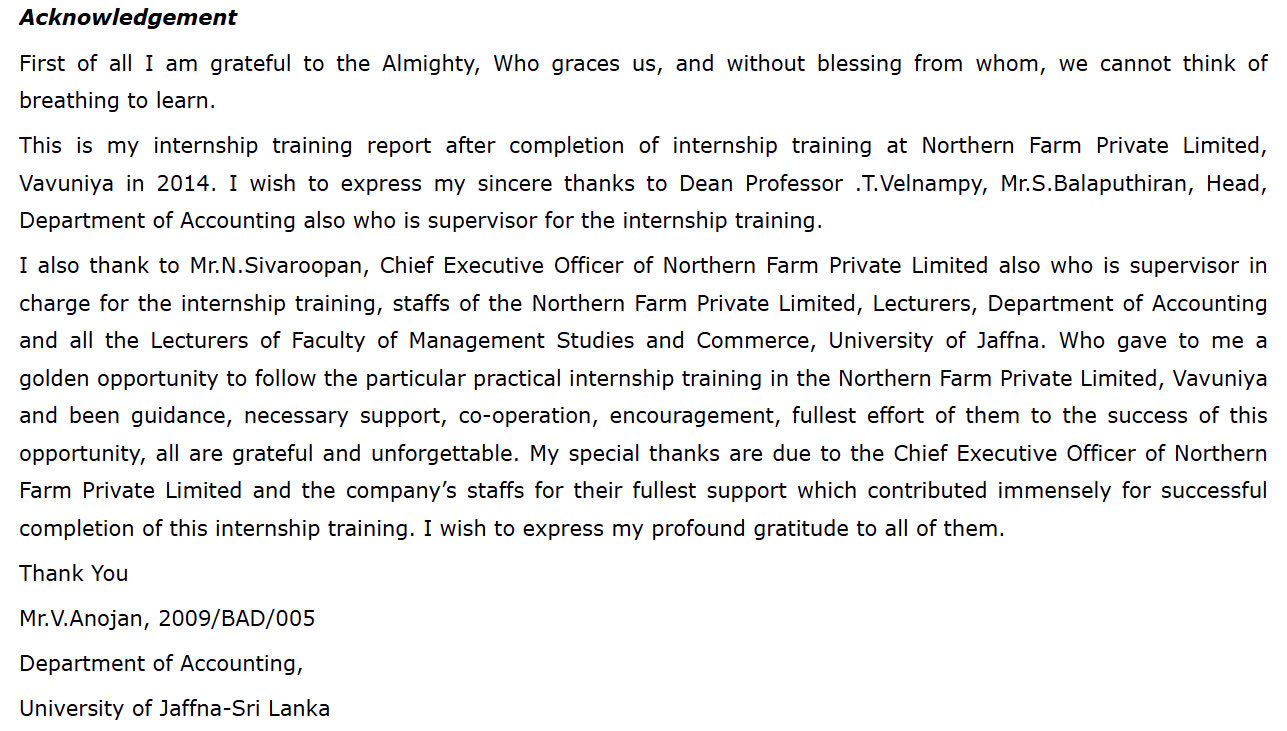 Acknowledgement
First of all I am grateful to the Almighty, Who graces us, and without blessing from whom, we cannot think of
breathing to learn.
This is my internship training report after completion of internship training at Northern Farm Private Limited,
Vavuniya in 2014. I wish to express my sincere thanks to Dean Professor .T.Velnampy, Mr.S.Balaputhiran, Head,
Department of Accounting also who is supervisor for the internship training.
I also thank to Mr.N.Sivaroopan, Chief Executive Officer of Northern Farm Private Limited also who is supervisor in
charge for the internship training, staffs of the Northern Farm Private Limited, Lecturers, Department of Accounting
and all the Lecturers of Faculty of Management Studies and Commerce, University of Jaffna. Who gave to me a
golden opportunity to follow the particular practical internship training in the Northern Farm Private Limited, Vavuniya
and been guidance, necessary support, co-operation, encouragement, fullest effort of them to the success of this
opportunity, all are grateful and unforgettable. My special thanks are due to the Chief Executive Officer of Northern
Farm Private Limited and the company’s staffs for their fullest support which contributed immensely for successful
completion of this internship training. I wish to express my profound gratitude to all of them.
Thank You
Mr.V.Anojan, 2009/BAD/005
Department of Accounting,
University of Jaffna-Sri Lanka